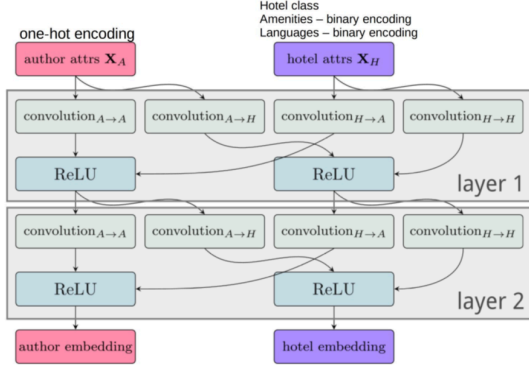 Hotel class
Amenities – binary encoding
Languages – binary encoding
one-hot encoding
author attrs X_A
hotel attrs X_H
convolution_A→A
convolution_A→H
convolution_H→A
convolution_H→H
ReLU
ReLU
layer 1
convolution_A→A
convolution_A→H
convolution_H→A
convolution_H→H
ReLU
ReLU
layer 2
author embedding
hotel embedding